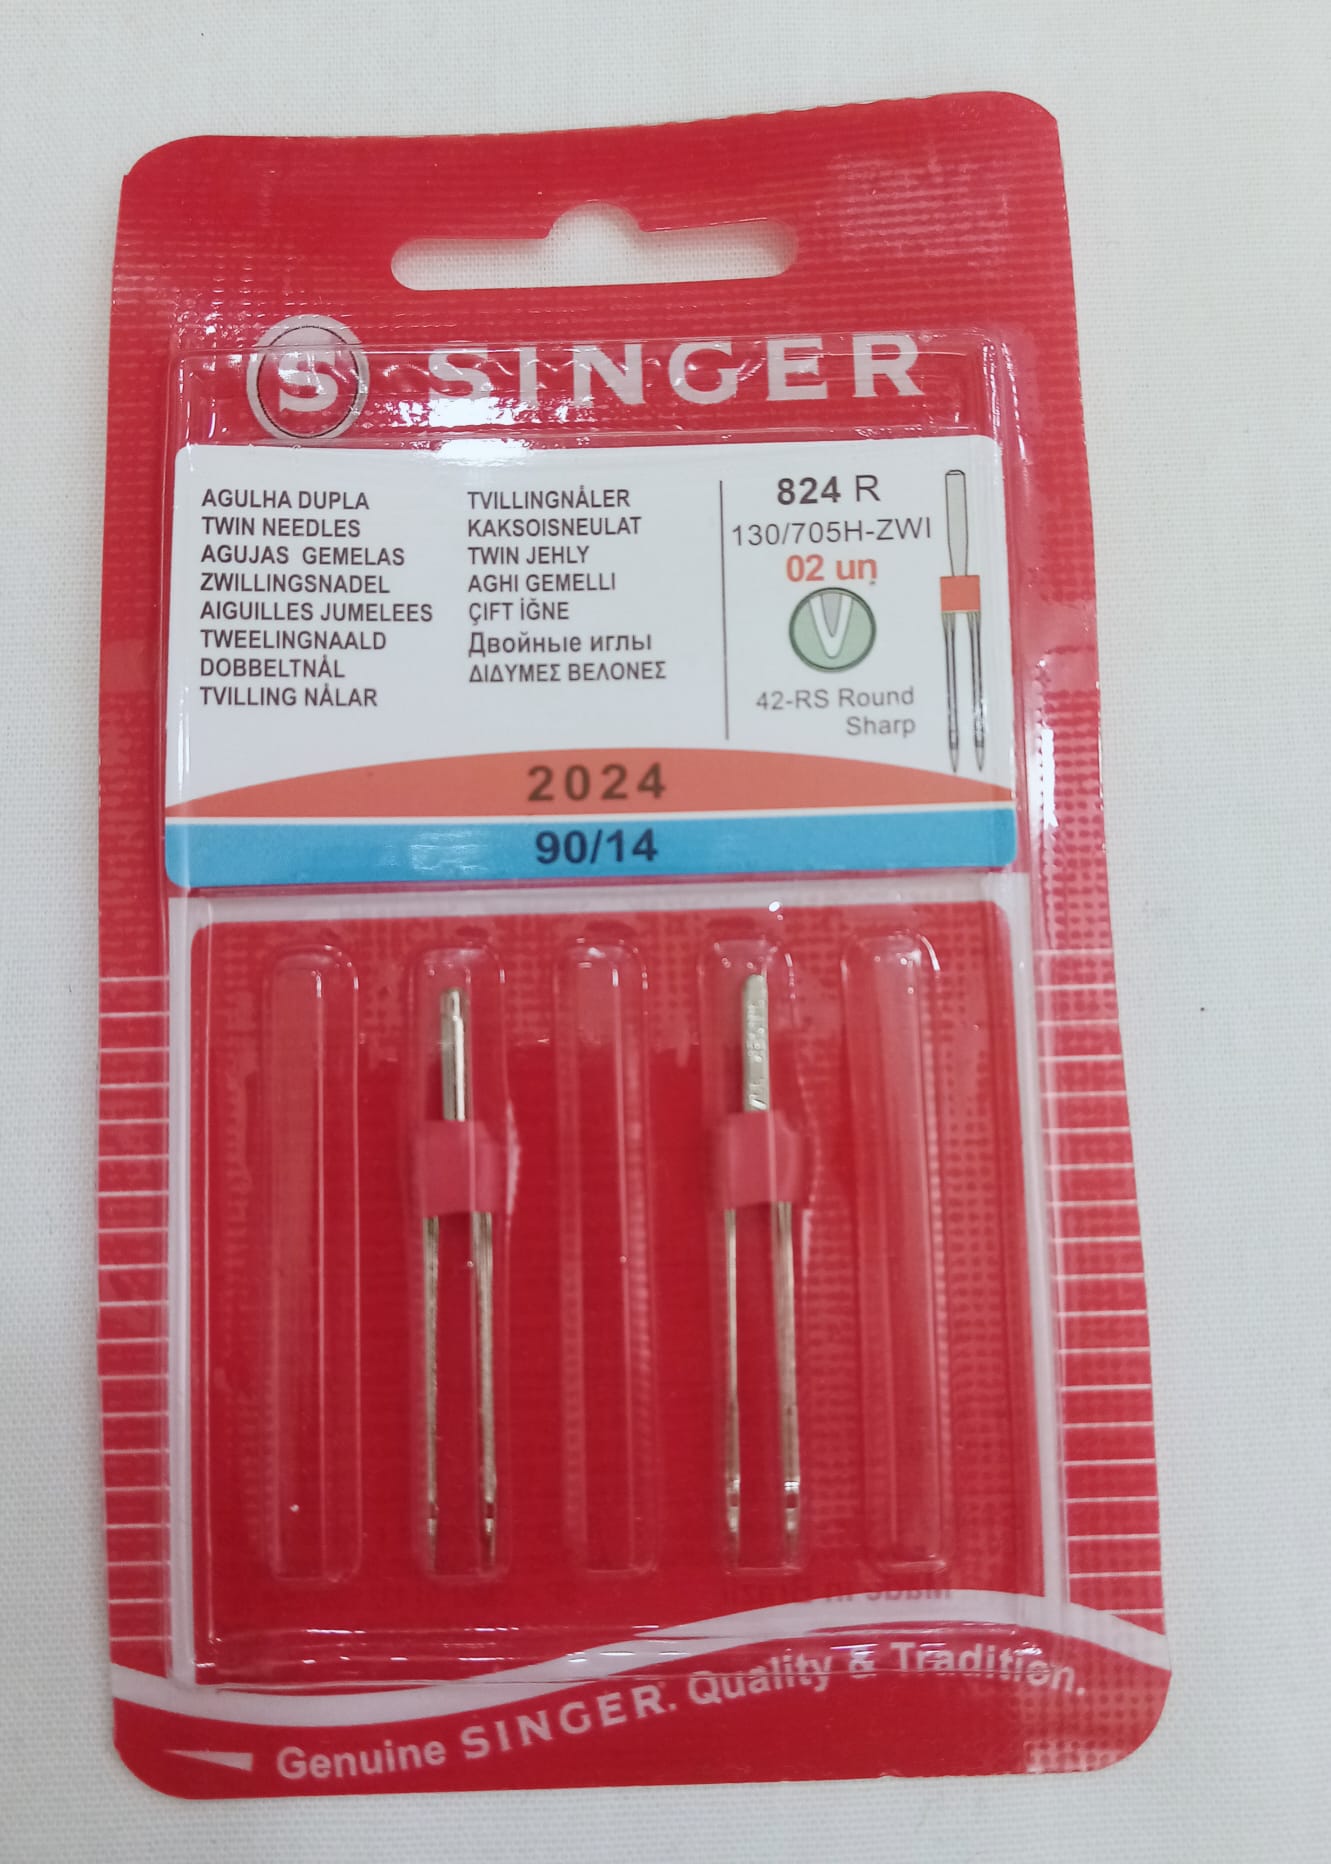 S SINGER
AGULHA DUPLA
TWIN NEEDLES
AGUJAS GEMELAS
ZWILLINGSNADEL
AIGUILLES JUMELEES
TWEELINGNAALD
DOBBELTNÅL
TVILLING NÅLAR
TVILLINGNÅLER
KAKSOISNEULAT
TWIN JEHLY
AGHI GEMELLI
ÇIFT İĞNE
Двойные иглы
ΔΙΔΥΜΕΣ ΒΕΛΟΝΕΣ
824 R
130/705H-ZWI
02 un
42-RS Round
Sharp
2024
90/14
Genuine SINGER. Quality & Tradition.